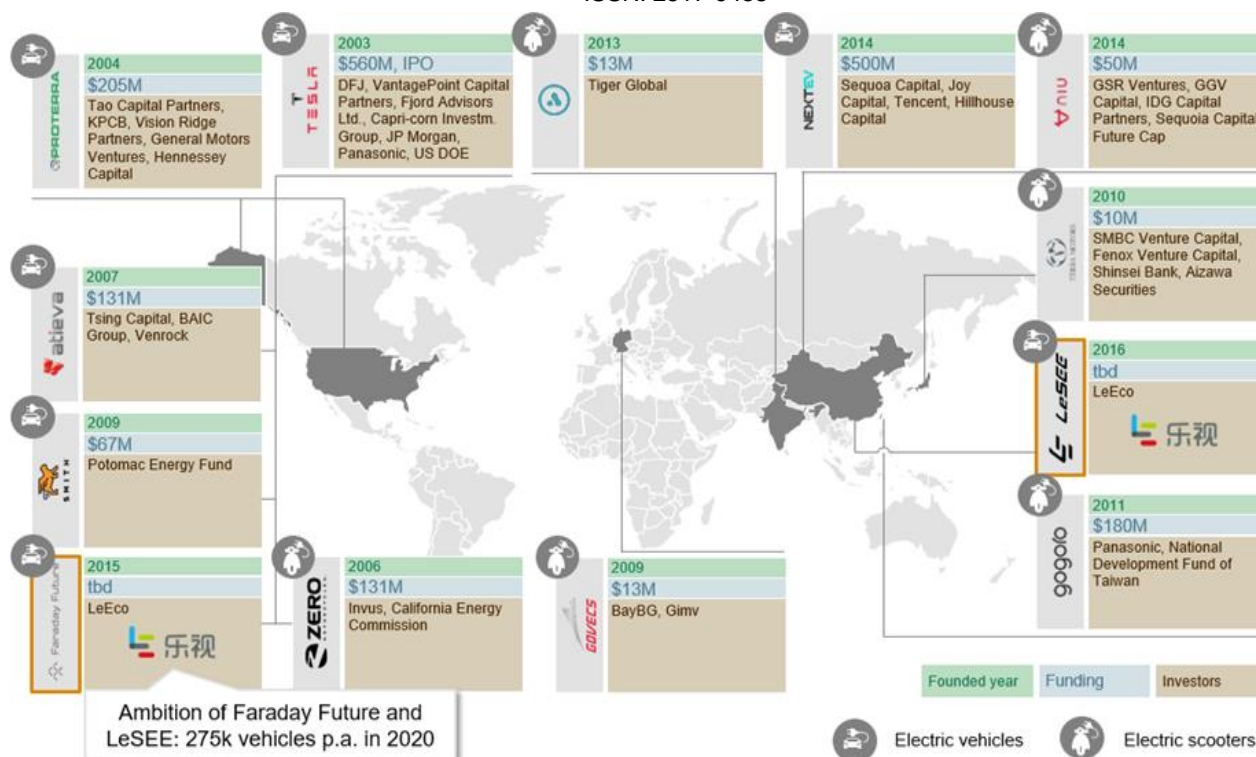 PROTERRA
2004
$205M
Tao Capital Partners,
KPCB, Vision Ridge
Partners, General Motors
Ventures, Hennessey
Capital
TESLA
2003
$560M, IPO
DFJ, VantagePoint Capital
Partners, Fjord Advisors
Ltd., Capri-corn Investm.
Group, JP Morgan,
Panasonic, US DOE
2013
$13M
Tiger Global
NEXTEV
2014
$500M
Sequoa Capital, Joy
Capital, Tencent, Hillhouse
Capital
niu
2014
$50M
GSR Ventures, GGV
Capital, IDG Capital
Partners, Sequoia Capital
Future Cap
2010
$10M
SMBC Venture Capital,
Fenox Venture Capital,
Shinsei Bank, Aizawa
Securities
atieva
2007
$131M
Tsing Capital, BAIC
Group, Venrock
LeSEE
2016
tbd
LeEco
乐视
SMITH
2009
$67M
Potomac Energy Fund
gogoro
2011
$180M
Panasonic, National
Development Fund of
Taiwan
Faraday Future
2015
tbd
LeEco
乐视
ZERO
2006
$131M
Invus, California Energy
Commission
GOVECS
2009
$13M
BayBG, Gimv
Founded year
Funding
Investors
Ambition of Faraday Future and
LeSEE: 275k vehicles p.a. in 2020
Electric vehicles
Electric scooters